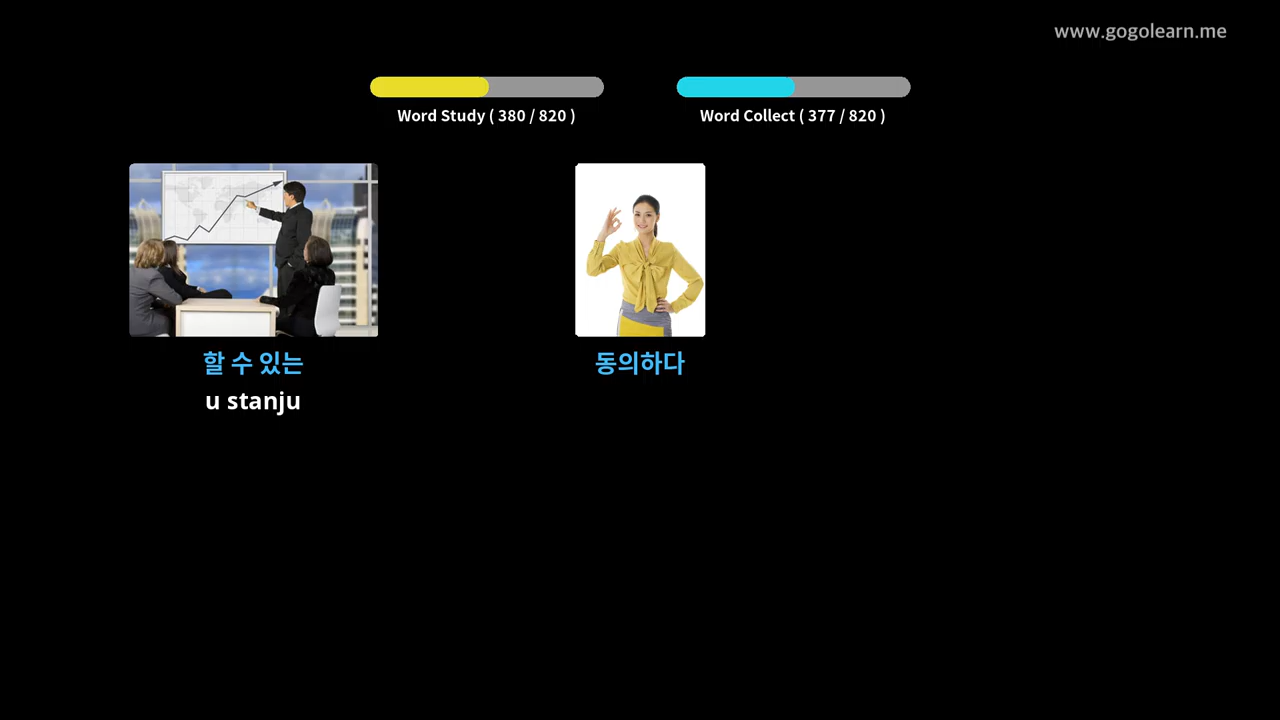 www.gogolearn.me
Word Study ( 380 / 820 )
Word Collect ( 377 / 820 )
할 수 있는
u stanju
동의하다